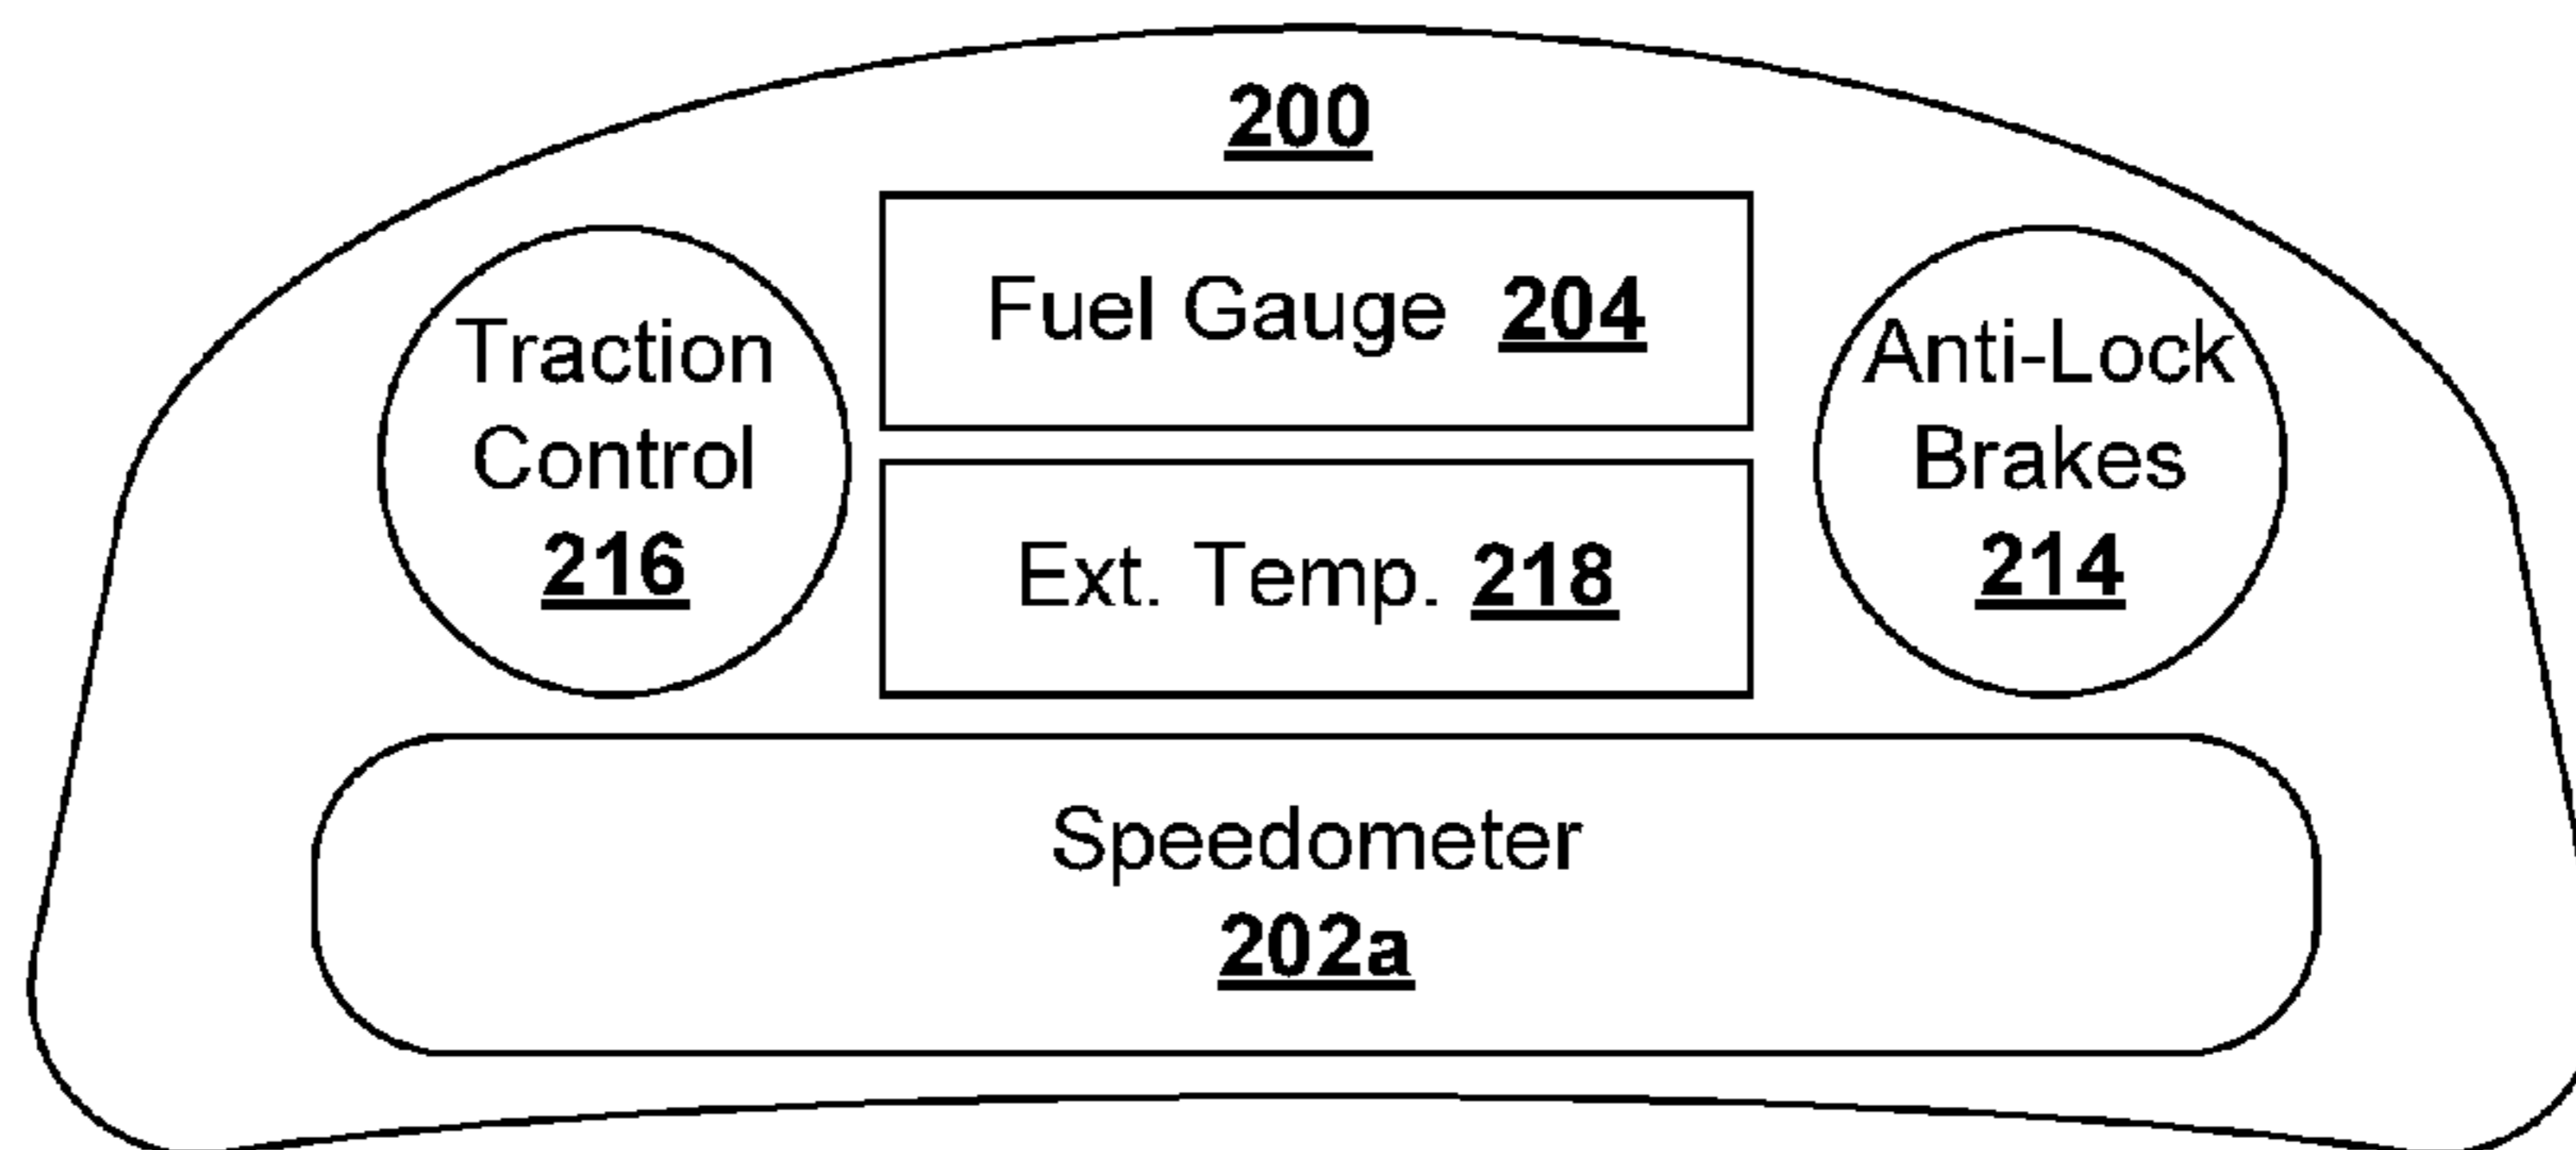 200
Fuel Gauge 204
Traction
Control
216
Ext. Temp. 218
Anti-Lock
Brakes
214
Speedometer
202a